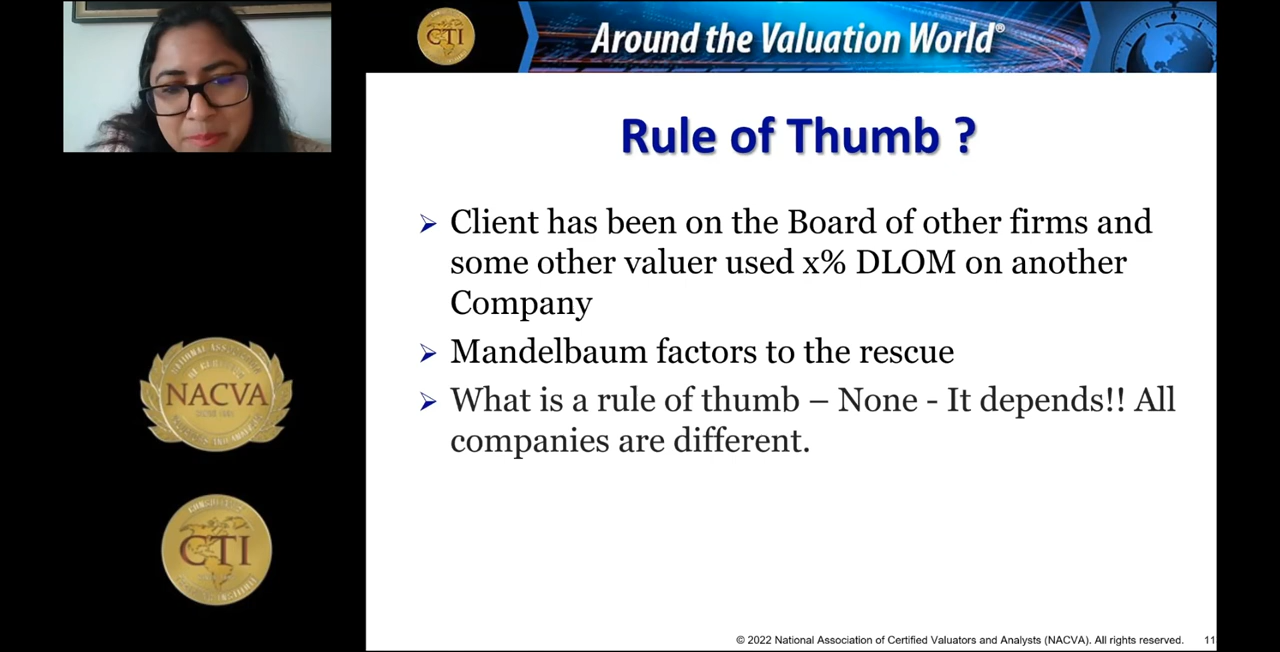 CTI
Around the Valuation World®
Rule of Thumb ?
Client has been on the Board of other firms and
some other valuer used x% DLOM on another
Company
Mandelbaum factors to the rescue
What is a rule of thumb – None - It depends!! All
companies are different.
NACVA
CTI
© 2022 National Association of Certified Valuators and Analysts (NACVA). All rights reserved. 11